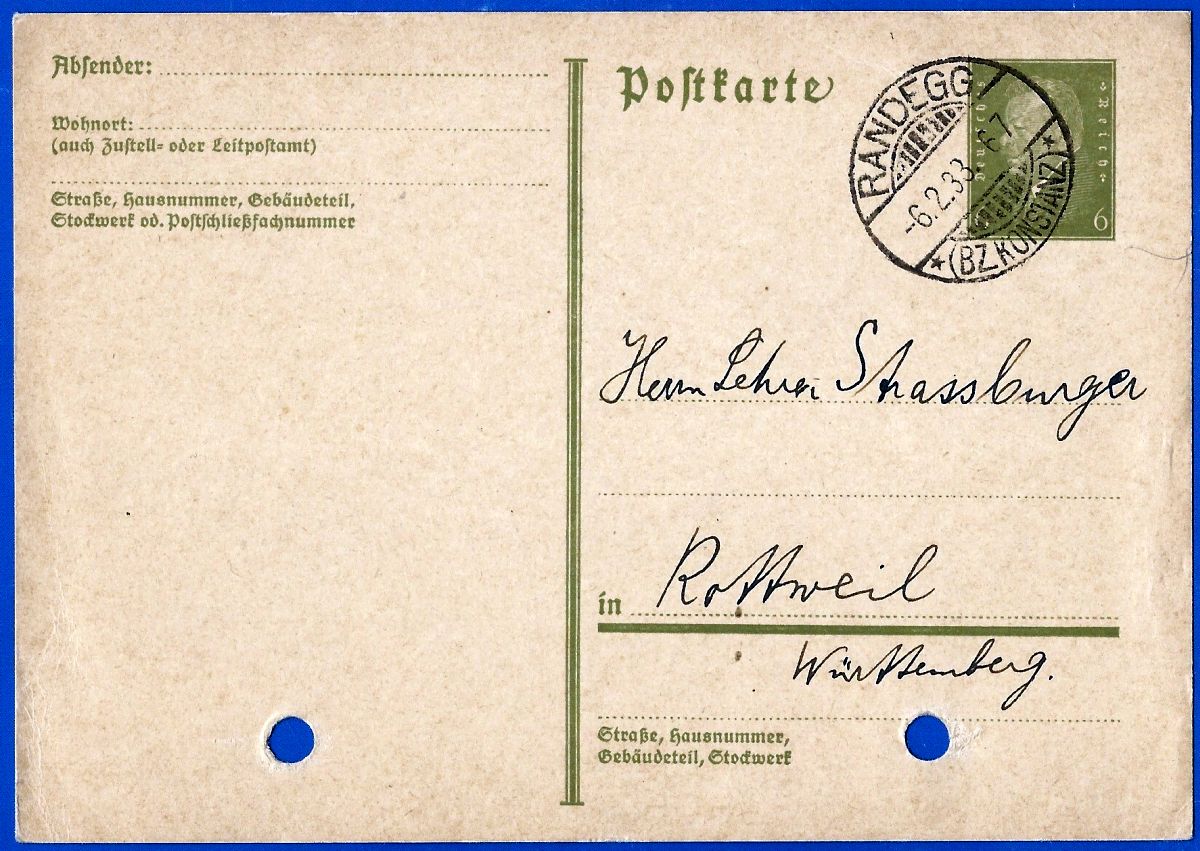 Absender:
Wohnort:
(auch Zustell- oder Leitpostamt)
Straße, Hausnummer, Gebäudeteil,
Stockwerk od. Postschließfachnummer
Postkarte
RANDEGG
-6.2.33. 6-7
(BZ. KONSTANZ)
Deutsches
Reich
6
Herrn Lehrer Strassburger
in Rottweil
Württemberg.
Straße, Hausnummer,
Gebäudeteil, Stockwerk